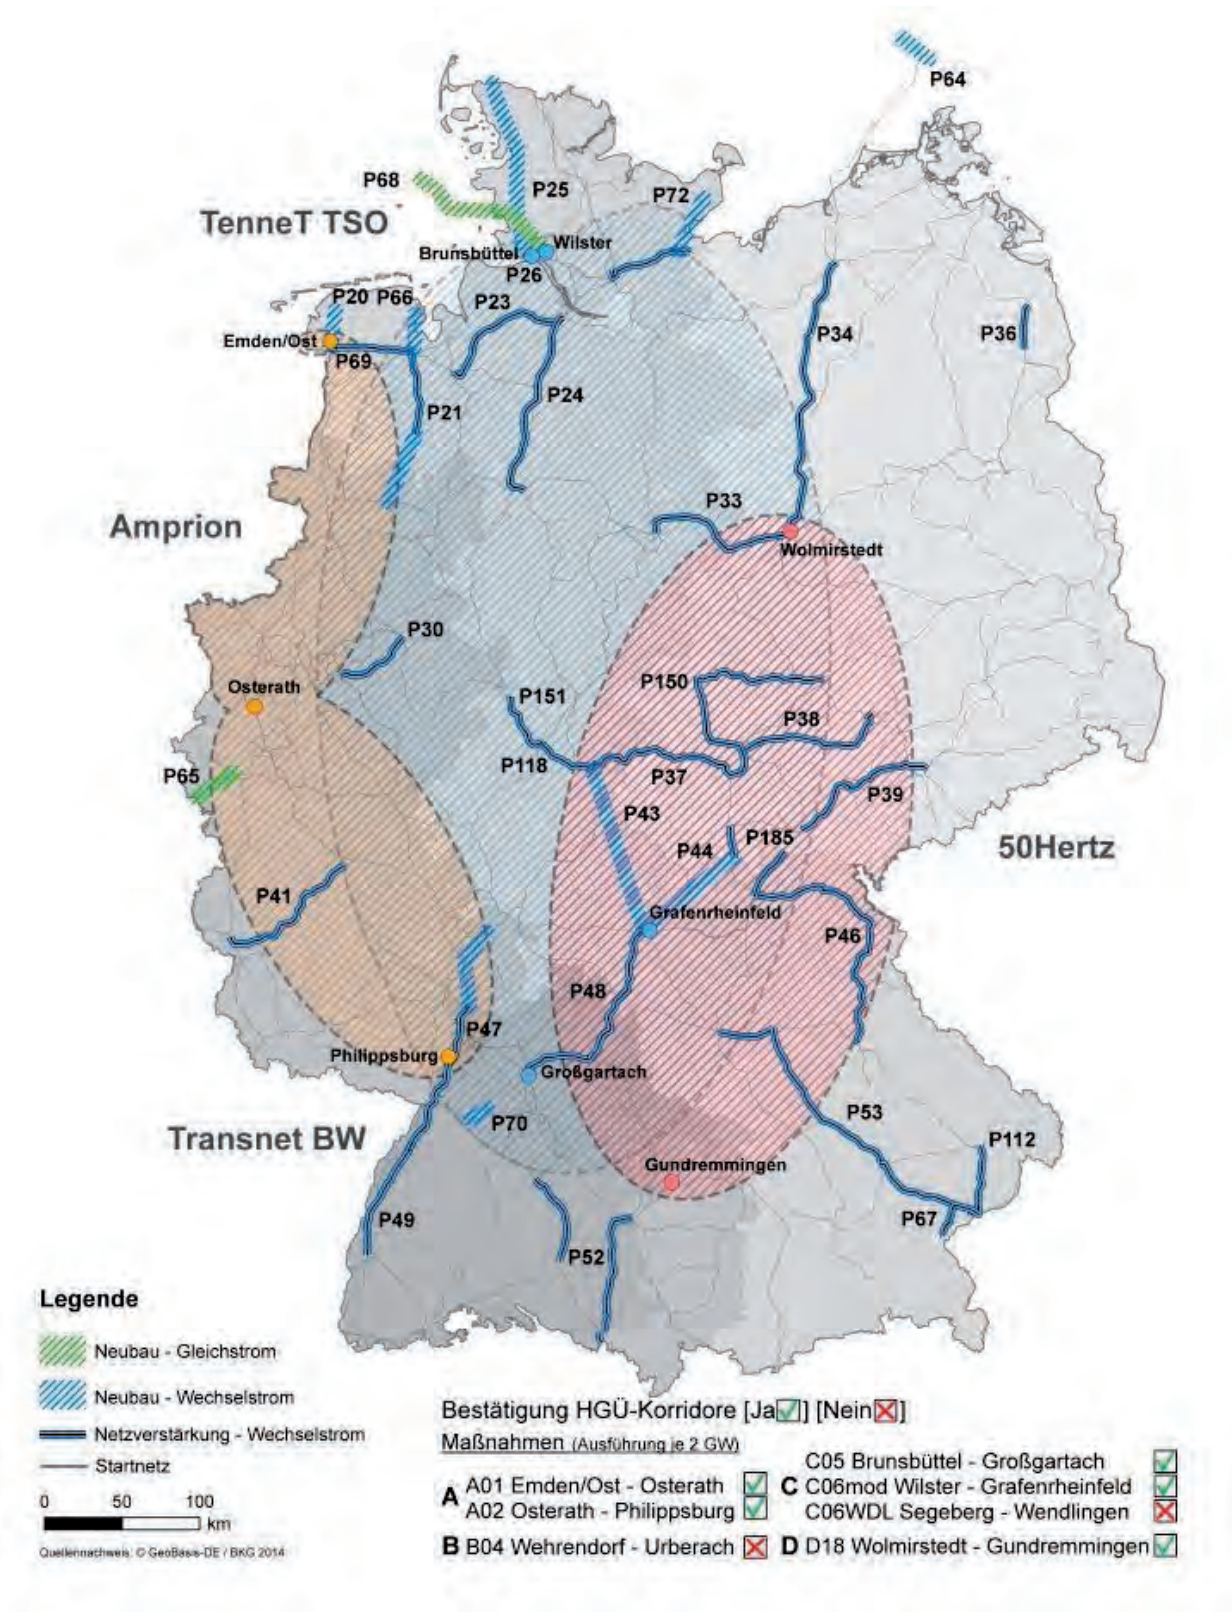 P64
P68
P25
P72
TenneT TSO
Wilster
Brunsbüttel
P26
P20 P66
P23
Emden/Ost
P34
P36
P69
P24
P21
P33
Amprion
Wolmirstedt
P30
Osterath
P150
P151
P38
P118
P65
P37
P39
P43
P185
P44
50Hertz
P41
Grafenrheinfeld
P46
P48
P47
Philippsburg
Großgartach
P53
P70
Transnet BW
P112
Gundremmingen
P49
P67
P52
Legende
Neubau - Gleichstrom
Neubau - Wechselstrom
Netzverstärkung - Wechselstrom
Startnetz
0 50 100
km
Quellennachweis: © GeoBasis-DE / BKG 2014
Bestätigung HGÜ-Korridore [Ja] [Nein]
Maßnahmen (Ausführung je 2 GW)
A A01 Emden/Ost - Osterath
A02 Osterath - Philippsburg
B B04 Wehrendorf - Urberach
C05 Brunsbüttel - Großgartach
C C06mod Wilster - Grafenrheinfeld
C06WDL Segeberg - Wendlingen
D D18 Wolmirstedt - Gundremmingen